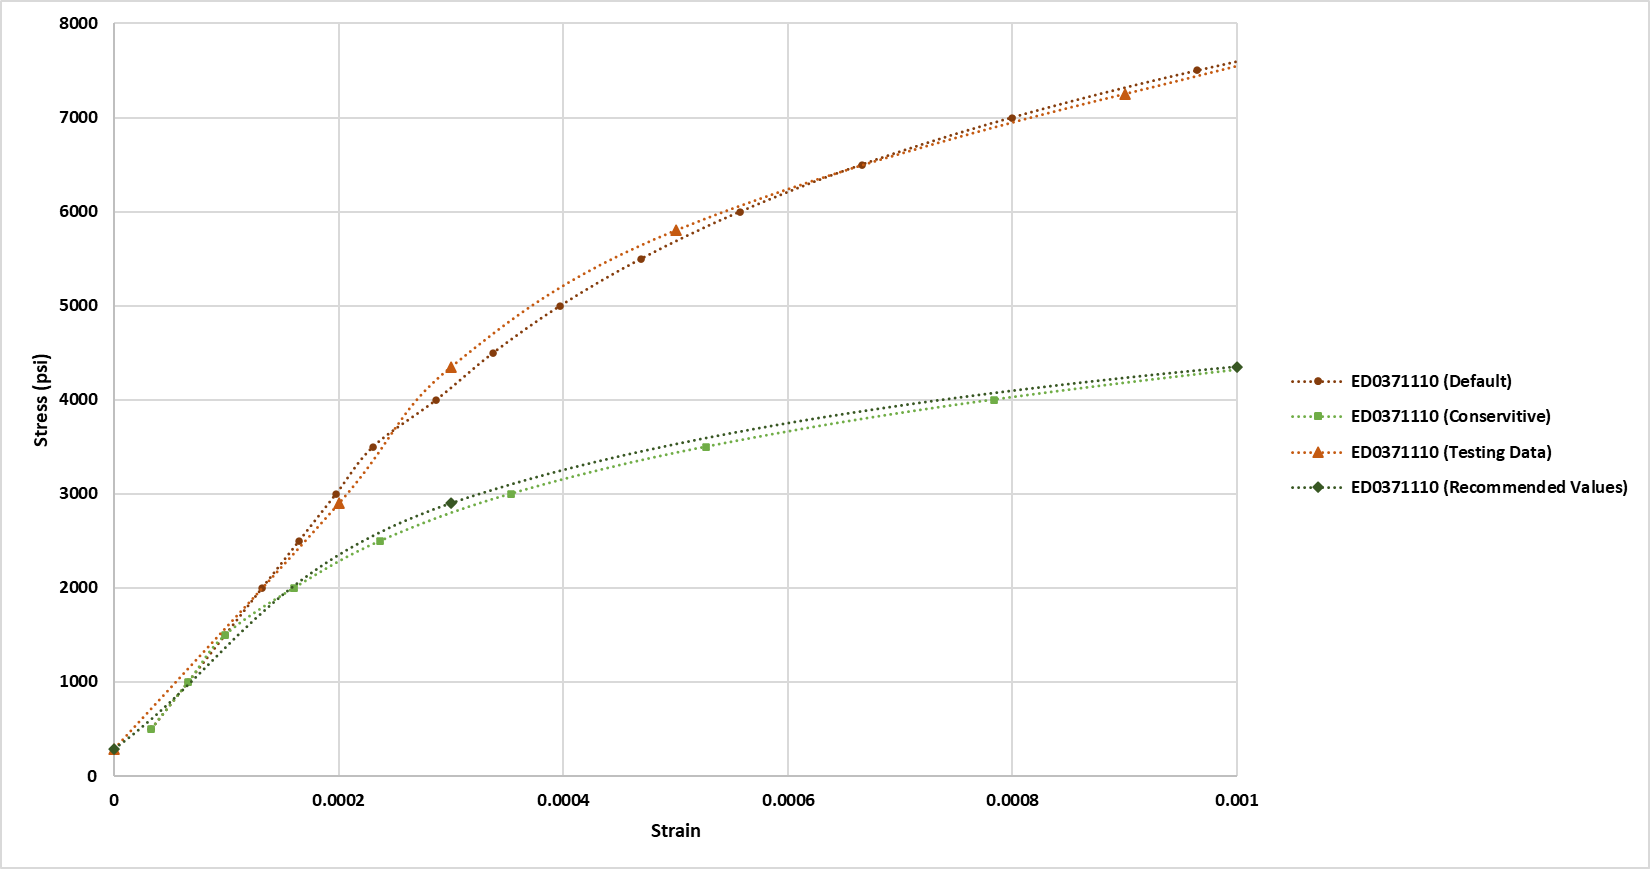 8000
7000
6000
5000
4000
3000
2000
1000
0
Stress (psi)
0 0.0002 0.0004 0.0006 0.0008 0.001
Strain
ED0371110 (Default)
ED0371110 (Conservitive)
ED0371110 (Testing Data)
ED0371110 (Recommended Values)